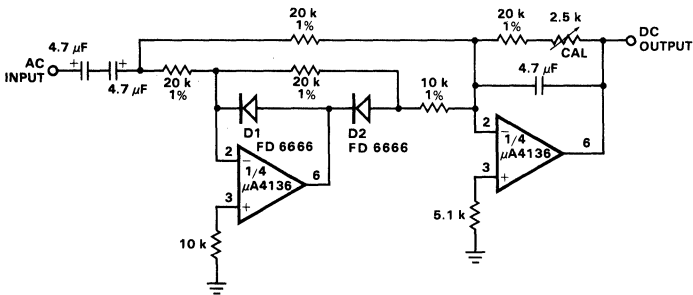 20 k
1%
20 k
1%
2.5 k
CAL
DC
OUTPUT
AC
INPUT
4.7 µF
+
+
4.7 µF
20 k
1%
20 k
1%
10 k
1%
4.7 µF
D1
FD 6666
D2
FD 6666
2
−
1/4
µA4136
6
3
+
10 k
2
−
1/4
µA4136
6
3
+
5.1 k